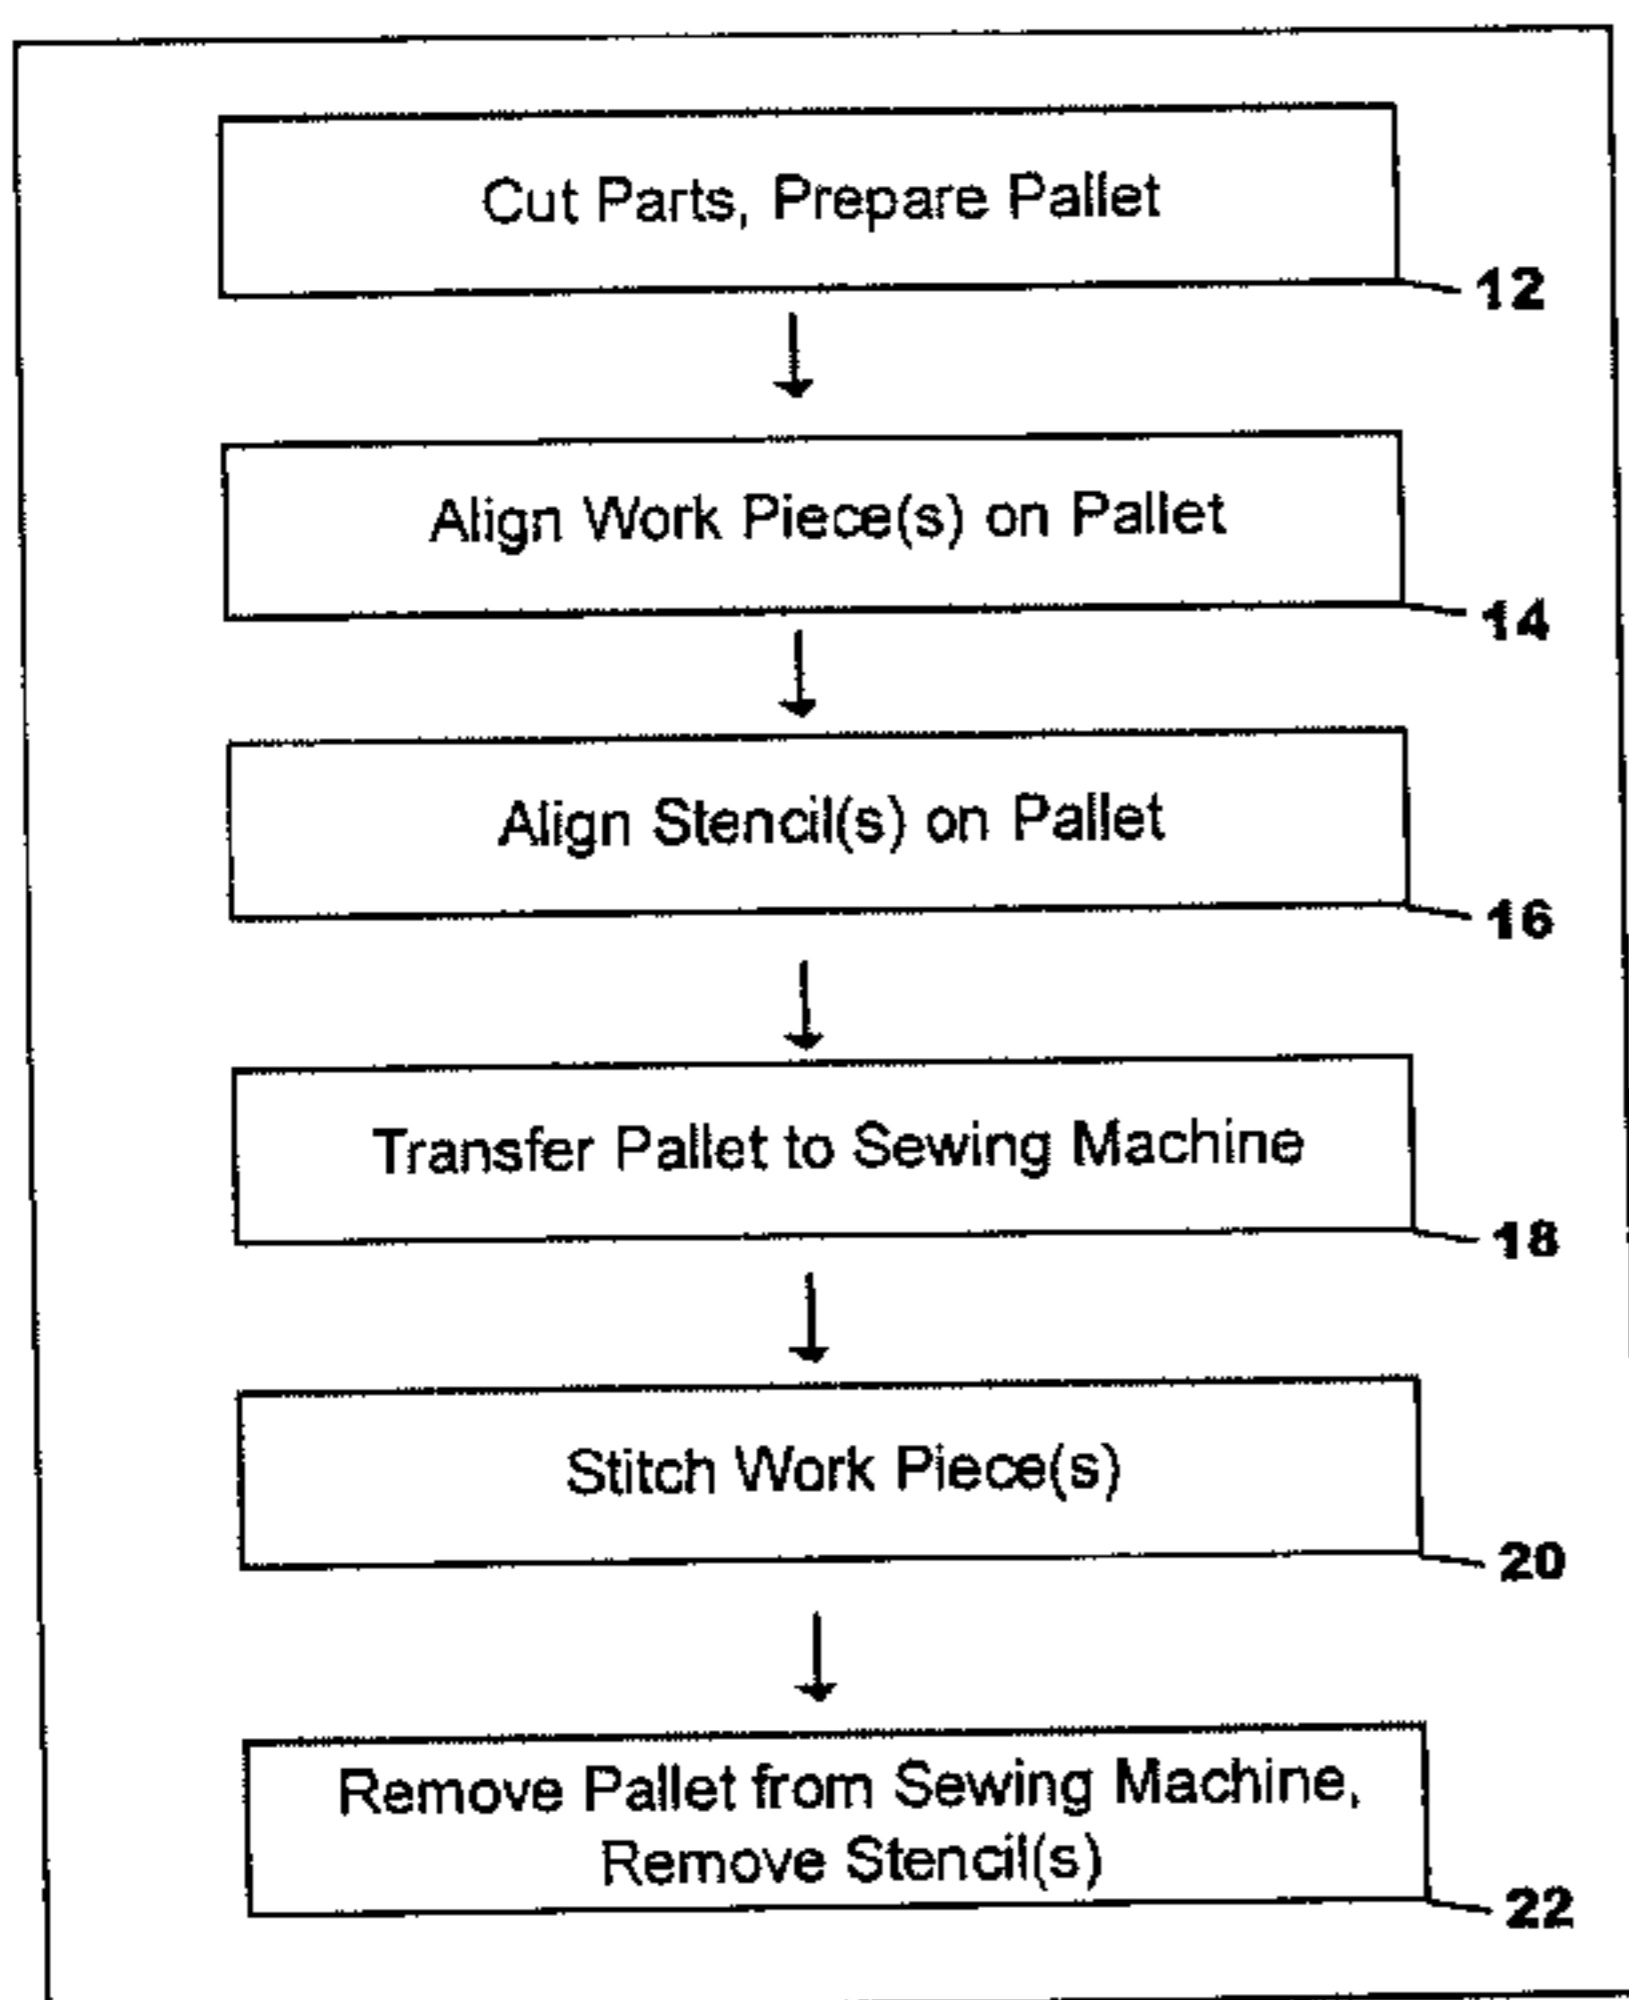 Cut Parts, Prepare Pallet
12
Align Work Piece(s) on Pallet
14
Align Stencil(s) on Pallet
16
Transfer Pallet to Sewing Machine
18
Stitch Work Piece(s)
20
Remove Pallet from Sewing Machine,
Remove Stencil(s)
22